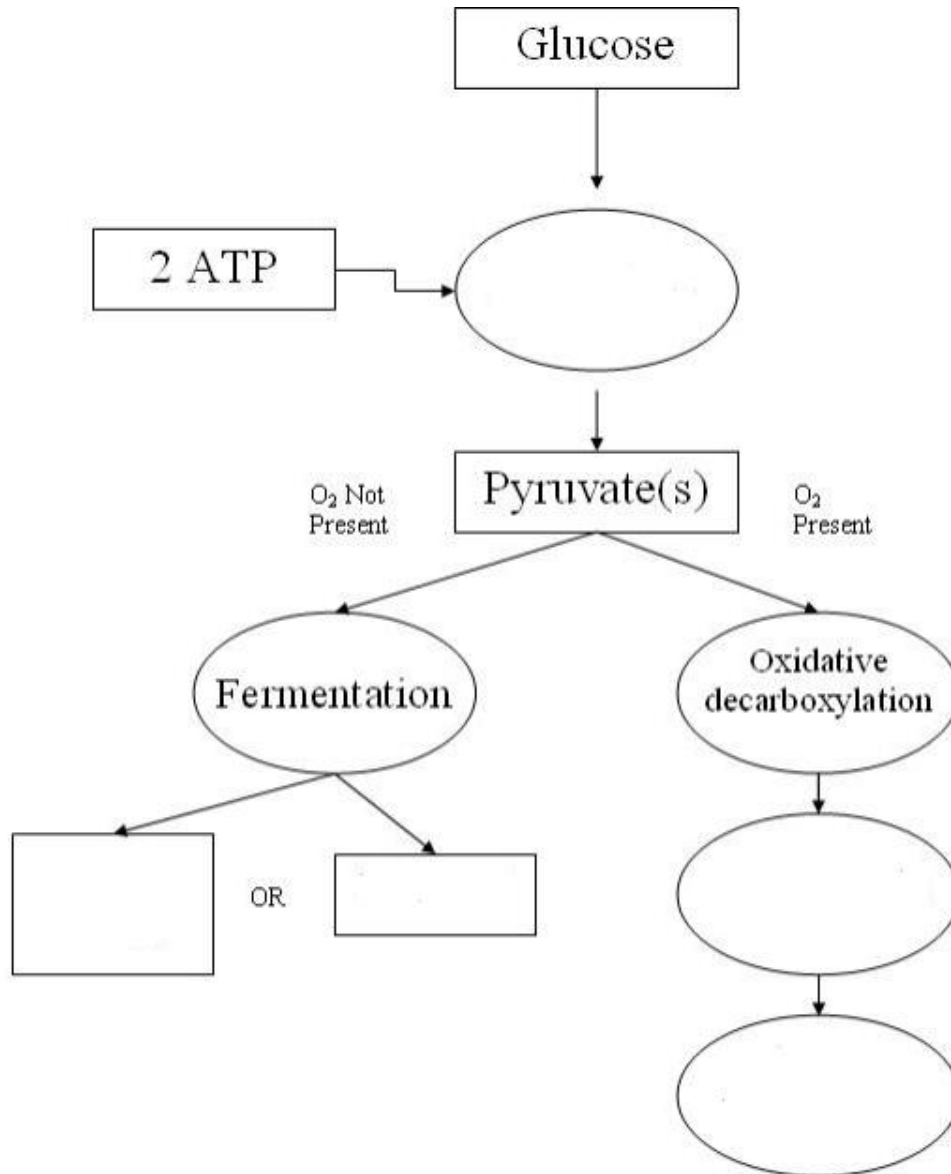 Glucose
2 ATP
Pyruvate(s)
O₂ Not
Present
O₂
Present
Fermentation
Oxidative
decarboxylation
OR